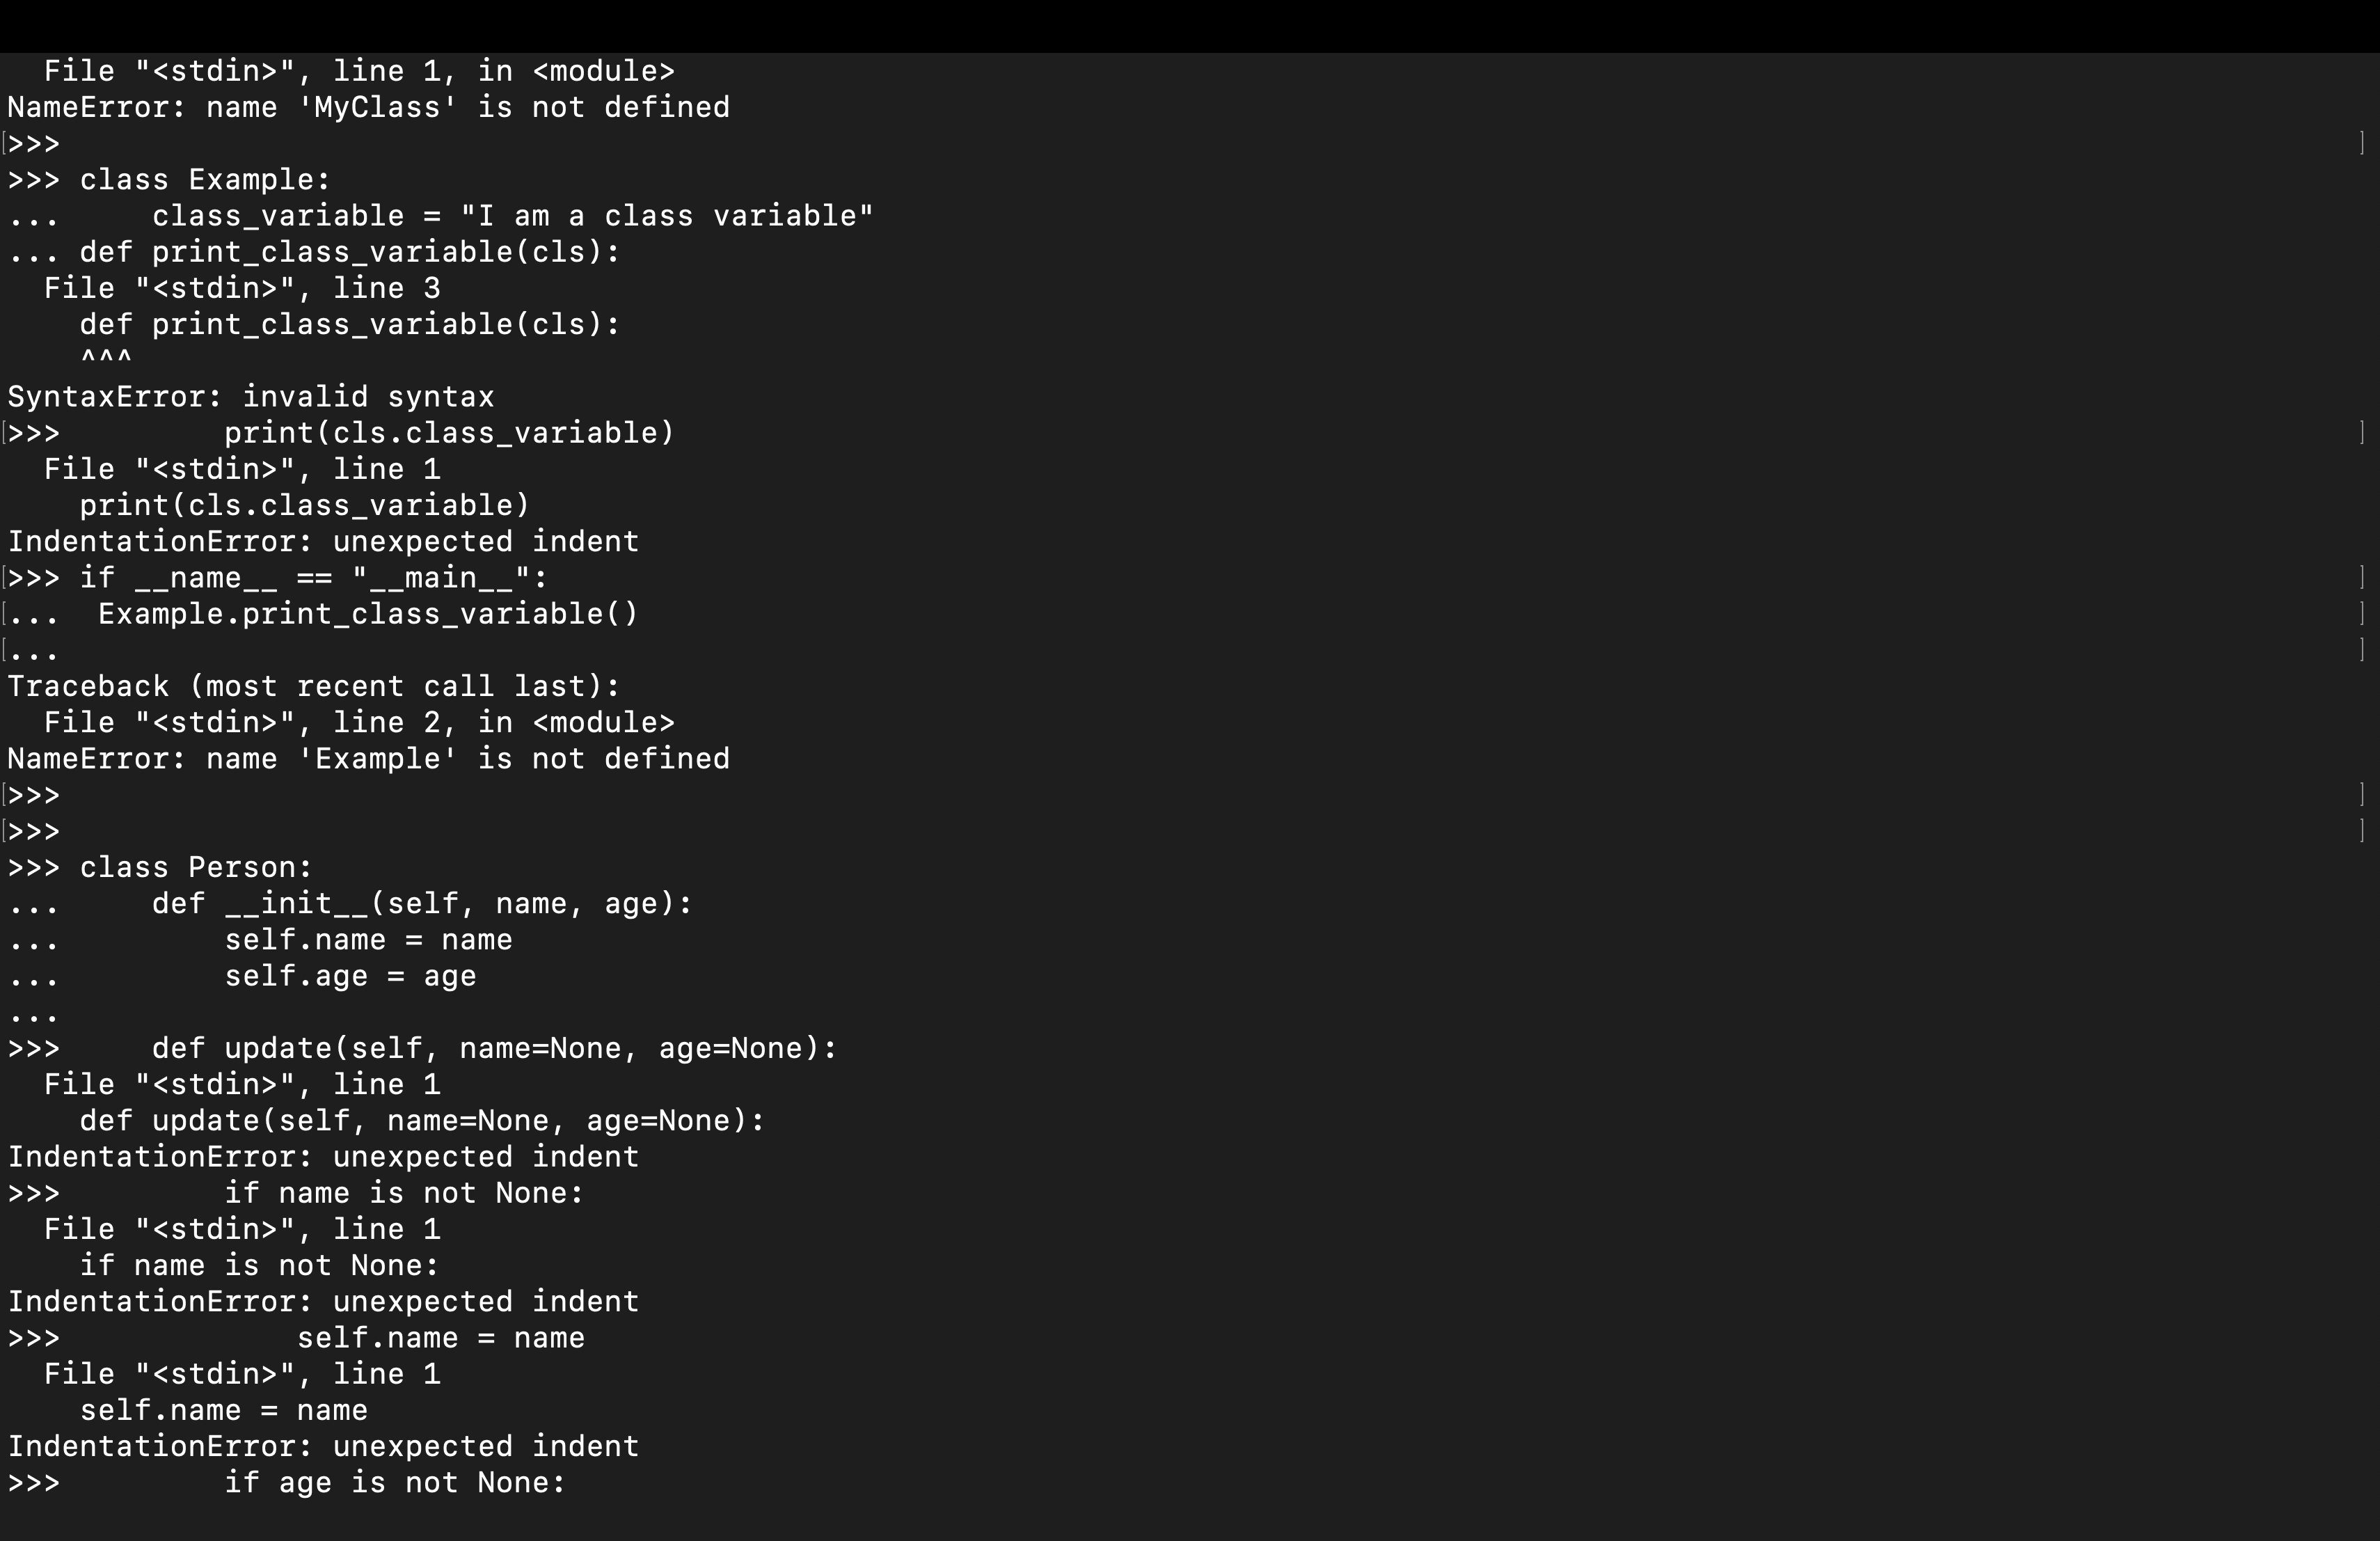 File "<stdin>", line 1, in <module>
NameError: name 'MyClass' is not defined
[>>> ]
>>> class Example:
...     class_variable = "I am a class variable"
... def print_class_variable(cls):
  File "<stdin>", line 3
    def print_class_variable(cls):
    ^^^
SyntaxError: invalid syntax
[>>>         print(cls.class_variable) ]
  File "<stdin>", line 1
    print(cls.class_variable)
IndentationError: unexpected indent
[>>> if __name__ == "__main__": ]
[...  Example.print_class_variable() ]
[... ]
Traceback (most recent call last):
  File "<stdin>", line 2, in <module>
NameError: name 'Example' is not defined
[>>> ]
[>>> ]
>>> class Person:
...     def __init__(self, name, age):
...         self.name = name
...         self.age = age
...
>>>     def update(self, name=None, age=None):
  File "<stdin>", line 1
    def update(self, name=None, age=None):
IndentationError: unexpected indent
>>>         if name is not None:
  File "<stdin>", line 1
    if name is not None:
IndentationError: unexpected indent
>>>             self.name = name
  File "<stdin>", line 1
    self.name = name
IndentationError: unexpected indent
>>>         if age is not None: